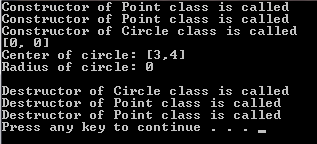 Constructor of Point class is called
Constructor of Point class is called
Constructor of Circle class is called
[0, 0]
Center of circle: [3,4]
Radius of circle: 0
Destructor of Circle class is called
Destructor of Point class is called
Destructor of Point class is called
Press any key to continue . . . _